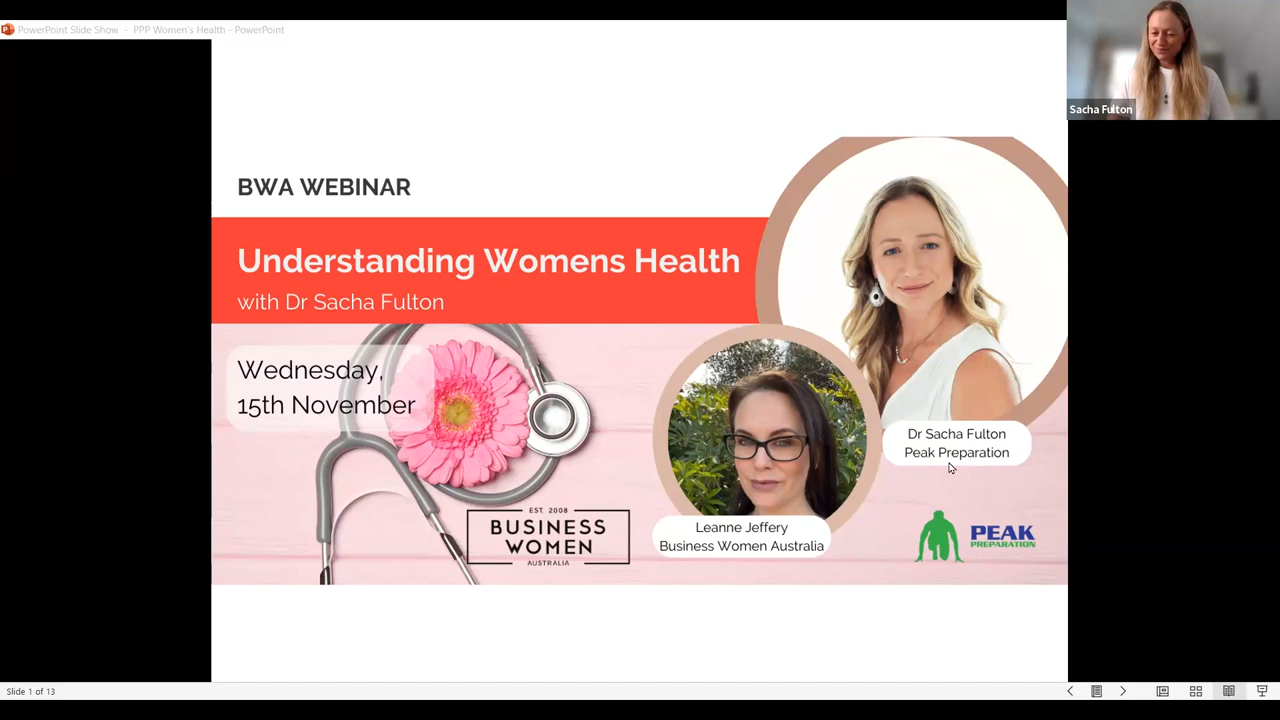 PowerPoint Slide Show - PPP Women's Health - PowerPoint
Sacha Fulton
BWA WEBINAR
Understanding Womens Health
with Dr Sacha Fulton
Wednesday,
15th November
Dr Sacha Fulton
Peak Preparation
EST. 2008
BUSINESS
WOMEN
AUSTRALIA
Leanne Jeffery
Business Women Australia
PEAK
PREPARATION
Slide 1 of 13